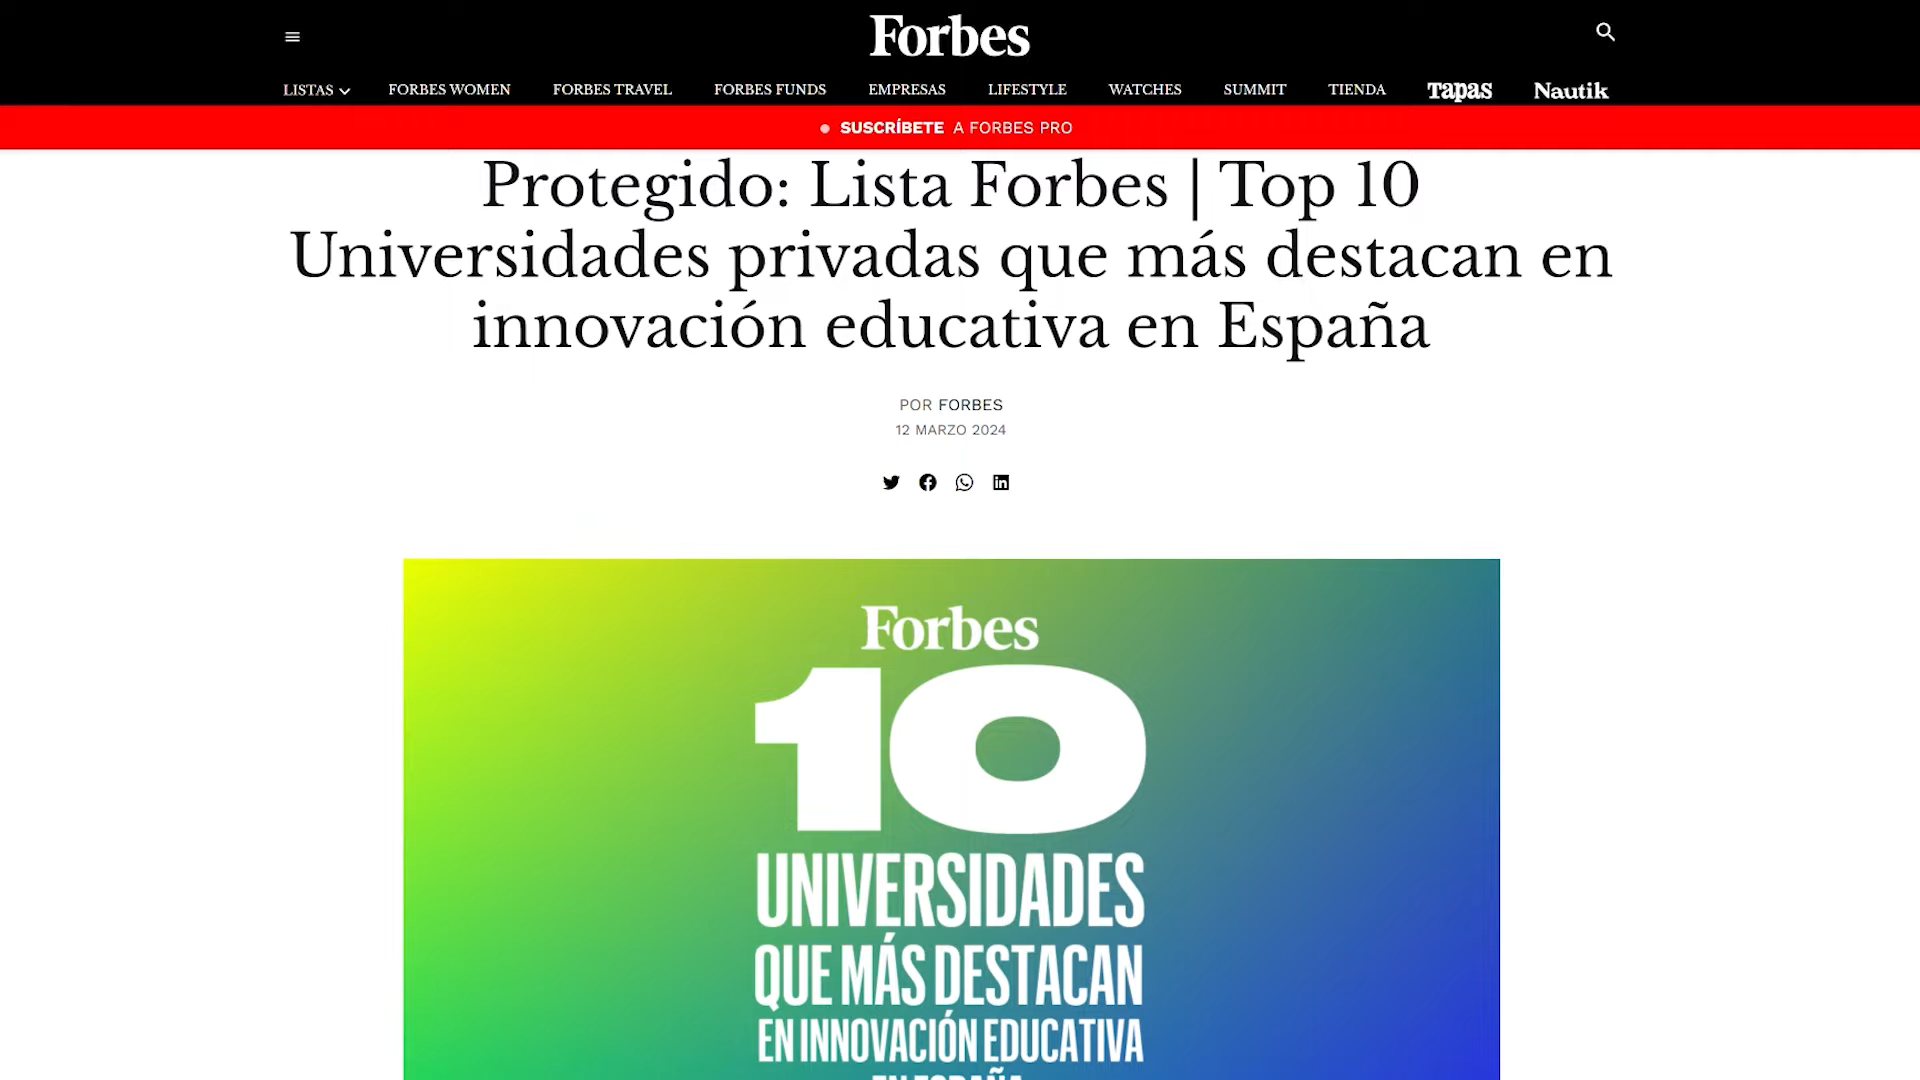 Forbes
LISTAS FORBES WOMEN FORBES TRAVEL FORBES FUNDS EMPRESAS LIFESTYLE WATCHES SUMMIT TIENDA TAPAS Nautik
SUSCRÍBETE A FORBES PRO
Protegido: Lista Forbes | Top 10
Universidades privadas que más destacan en
innovación educativa en España
POR FORBES
12 MARZO 2024
Forbes
10
UNIVERSIDADES
QUE MÁS DESTACAN
EN INNOVACIÓN EDUCATIVA
EN ESPAÑA